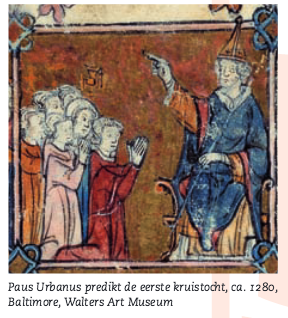 Paus Urbanus predikt de eerste kruistocht, ca. 1280,
Baltimore, Walters Art Museum